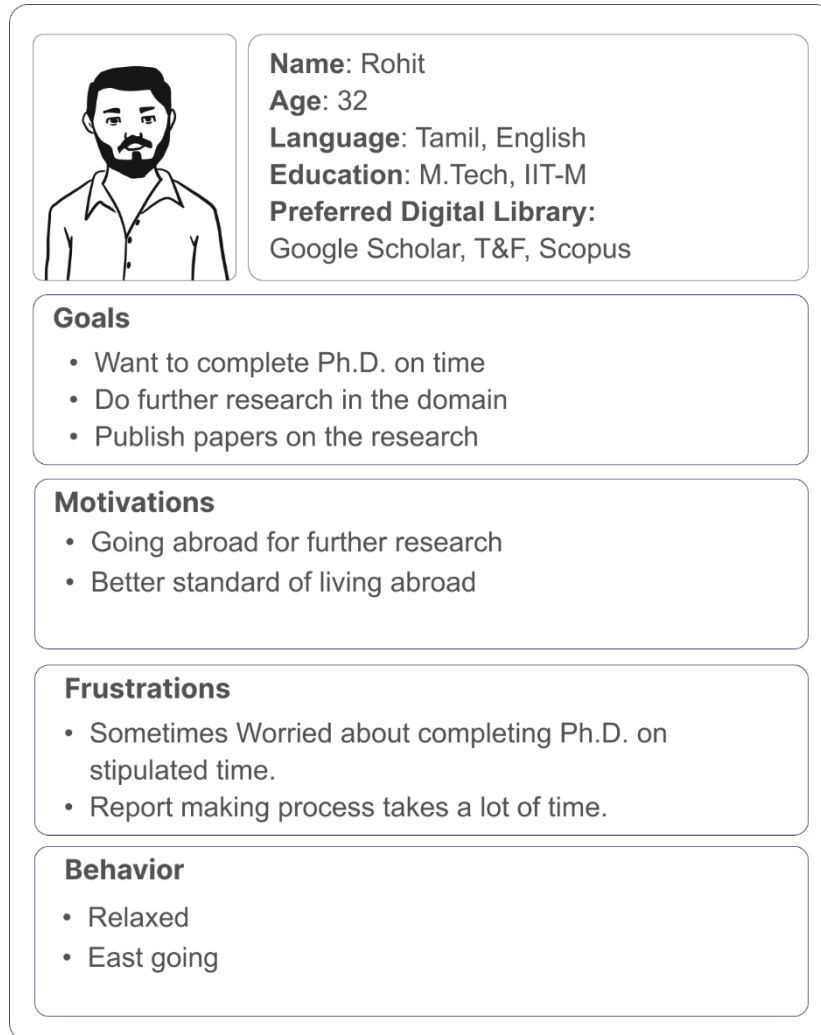 Name: Rohit
Age: 32
Language: Tamil, English
Education: M.Tech, IIT-M
Preferred Digital Library:
Google Scholar, T&F, Scopus
Goals
• Want to complete Ph.D. on time
• Do further research in the domain
• Publish papers on the research
Motivations
• Going abroad for further research
• Better standard of living abroad
Frustrations
• Sometimes Worried about completing Ph.D. on
stipulated time.
• Report making process takes a lot of time.
Behavior
• Relaxed
• East going